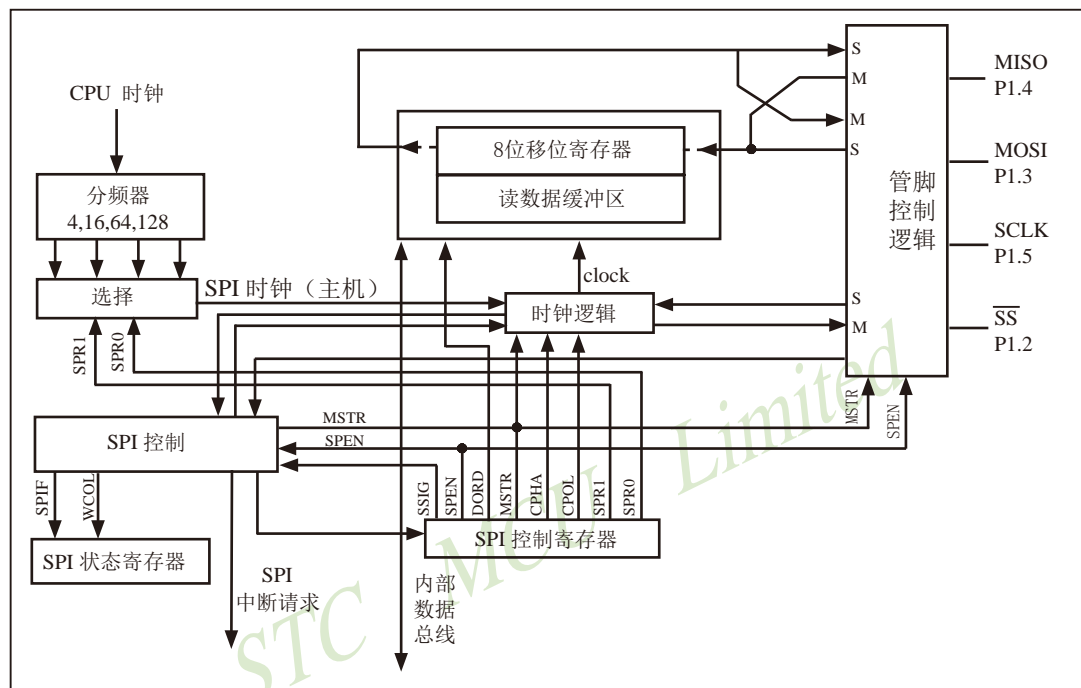 CPU 时钟
分频器
4,16,64,128
选择
SPI 时钟（主机）
SPR1
SPR0
8位移位寄存器
读数据缓冲区
clock
时钟逻辑
S
M
M
S
S
M
管脚
控制
逻辑
MISO
P1.4
MOSI
P1.3
SCLK
P1.5
SS
P1.2
MSTR
SPEN
SPI 控制
MSTR
SPEN
SPIF
WCOL
SSIG
SPEN
DORD
MSTR
CPHA
CPOL
SPR1
SPR0
SPI 控制寄存器
SPI 状态寄存器
SPI
中断请求
内部
数据
总线
STC MCU Limited